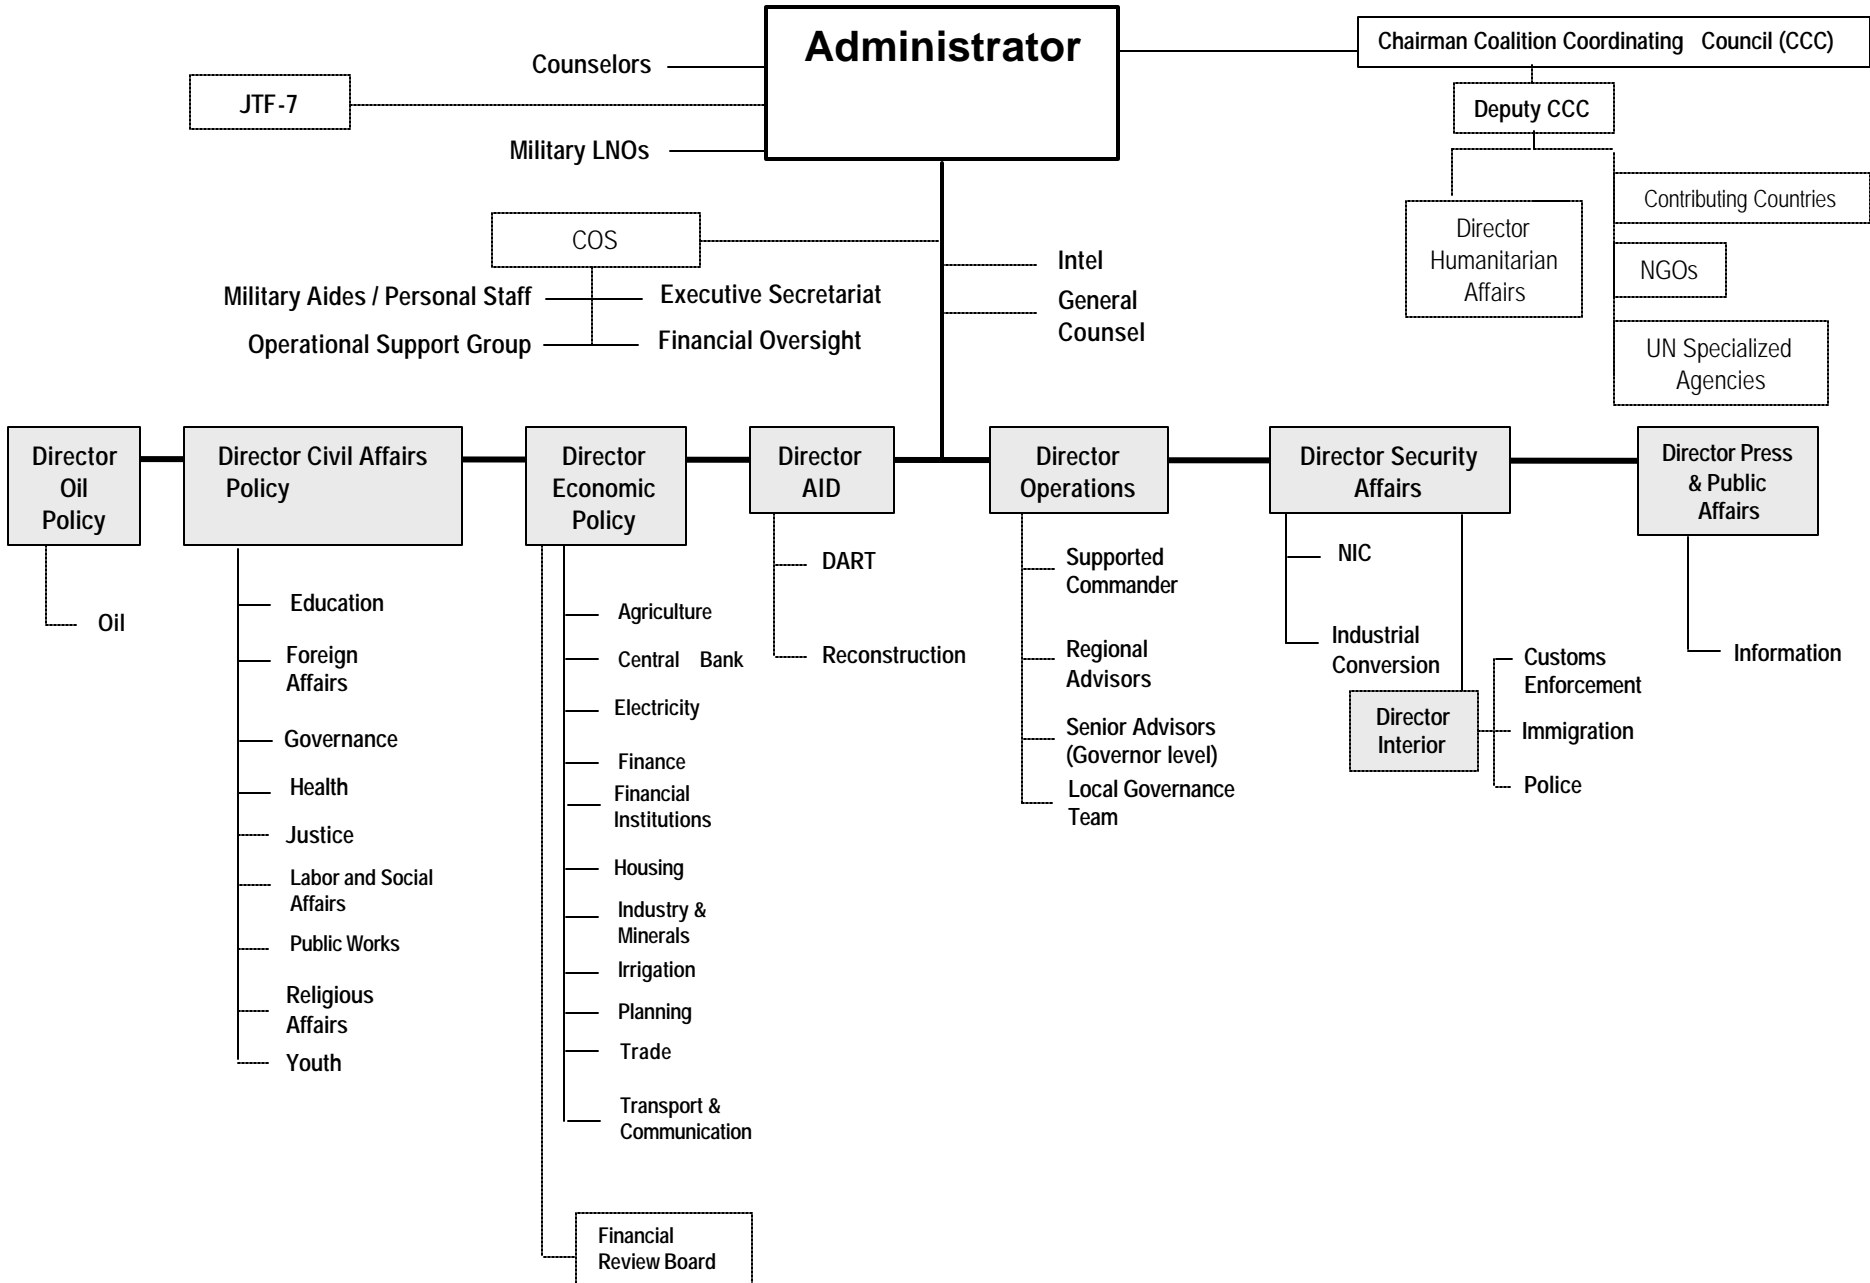 Administrator
Chairman Coalition Coordinating Council (CCC)
Counselors
JTF-7
Military LNOs
Deputy CCC
Contributing Countries
Director
Humanitarian
Affairs
NGOs
UN Specialized
Agencies
COS
Military Aides / Personal Staff
Executive Secretariat
Operational Support Group
Financial Oversight
Intel
General
Counsel
Director
Oil
Policy
Oil
Director Civil Affairs
Policy
Education
Foreign
Affairs
Governance
Health
Justice
Labor and Social
Affairs
Public Works
Religious
Affairs
Youth
Director
Economic
Policy
Agriculture
Central Bank
Electricity
Finance
Financial
Institutions
Housing
Industry &
Minerals
Irrigation
Planning
Trade
Transport &
Communication
Financial
Review Board
Director
AID
DART
Reconstruction
Director
Operations
Supported
Commander
Regional
Advisors
Senior Advisors
(Governor level)
Local Governance
Team
Director Security
Affairs
NIC
Industrial
Conversion
Director
Interior
Customs
Enforcement
Immigration
Police
Director Press
& Public
Affairs
Information